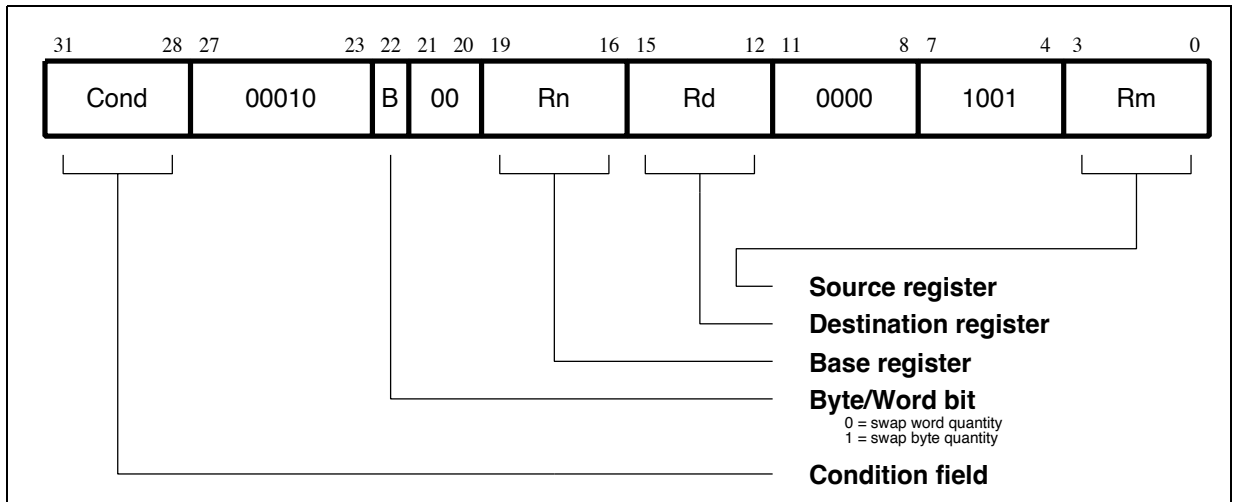 31 28 27 23 22 21 20 19 16 15 12 11 8 7 4 3 0
Cond 00010 B 00 Rn Rd 0000 1001 Rm
Source register
Destination register
Base register
Byte/Word bit
0 = swap word quantity
1 = swap byte quantity
Condition field